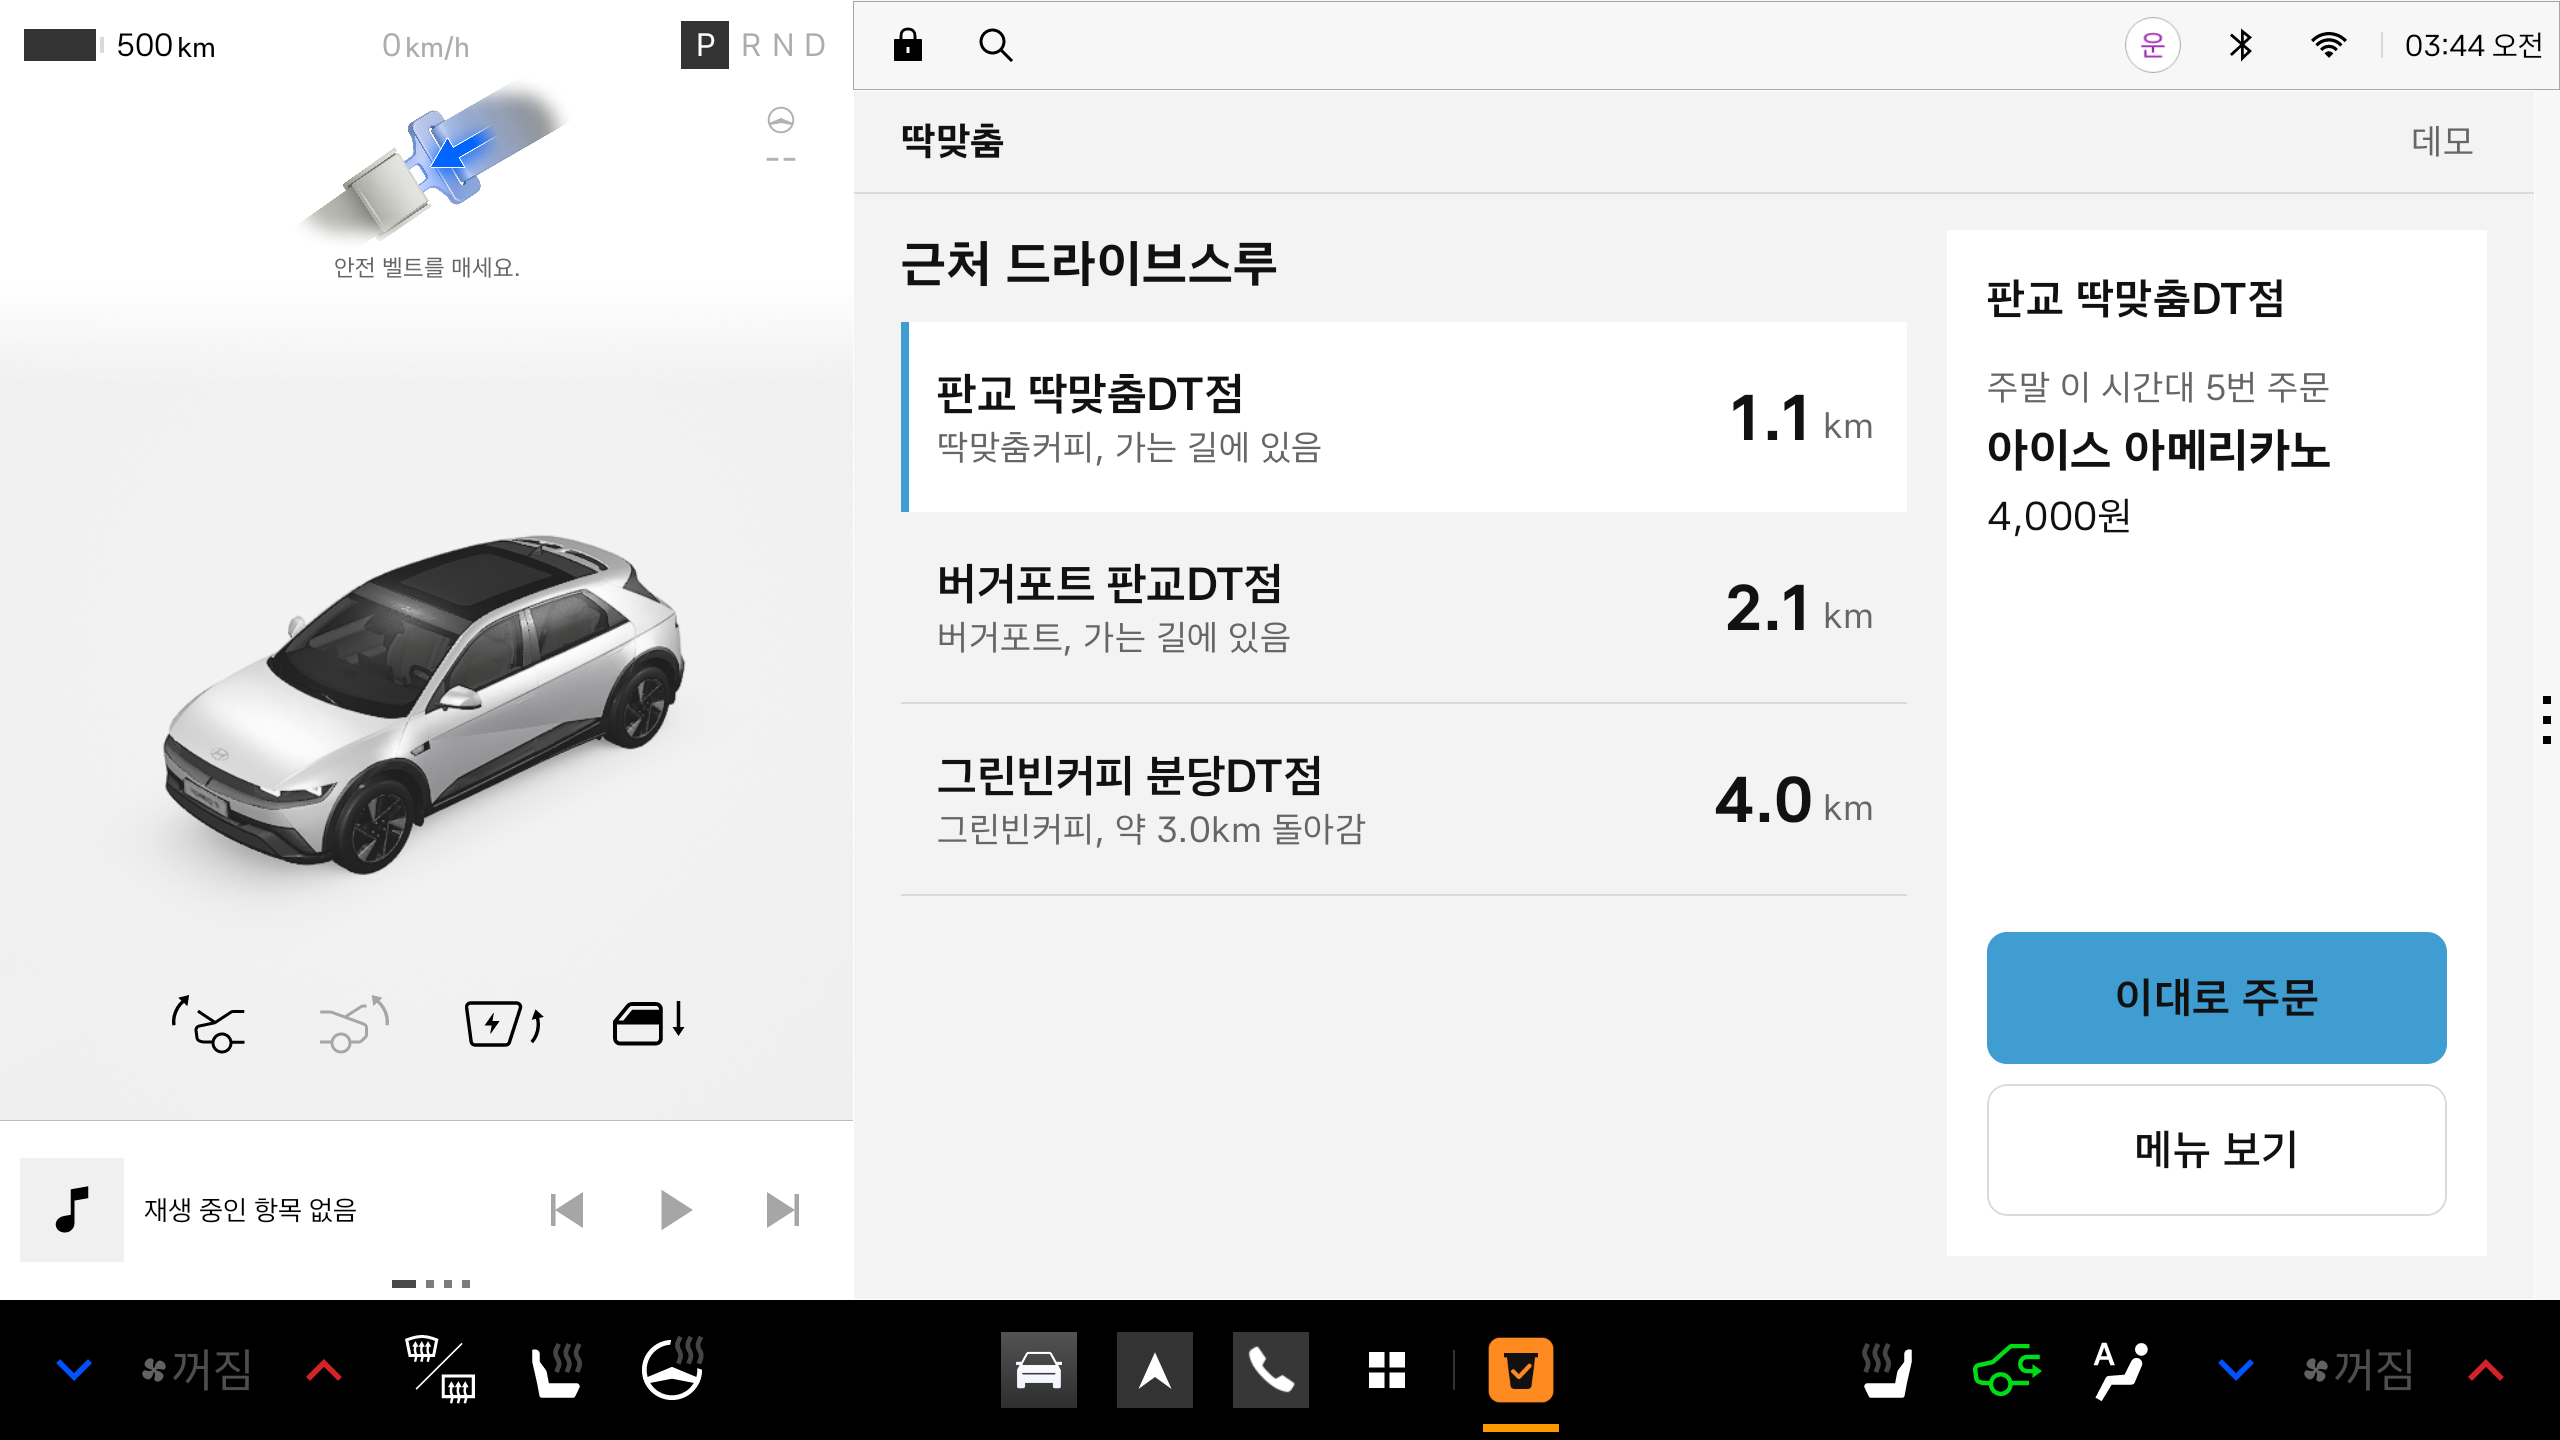 500 km
0 km/h
P R N D
안전 벨트를 매세요.
재생 중인 항목 없음
운
03:44 오전
딱맞춤
데모
근처 드라이브스루
판교 딱맞춤DT점
딱맞춤커피, 가는 길에 있음
1.1 km
버거포트 판교DT점
버거포트, 가는 길에 있음
2.1 km
그린빈커피 분당DT점
그린빈커피, 약 3.0km 돌아감
4.0 km
판교 딱맞춤DT점
주말 이 시간대 5번 주문
아이스 아메리카노
4,000원
이대로 주문
메뉴 보기
꺼짐
A
꺼짐